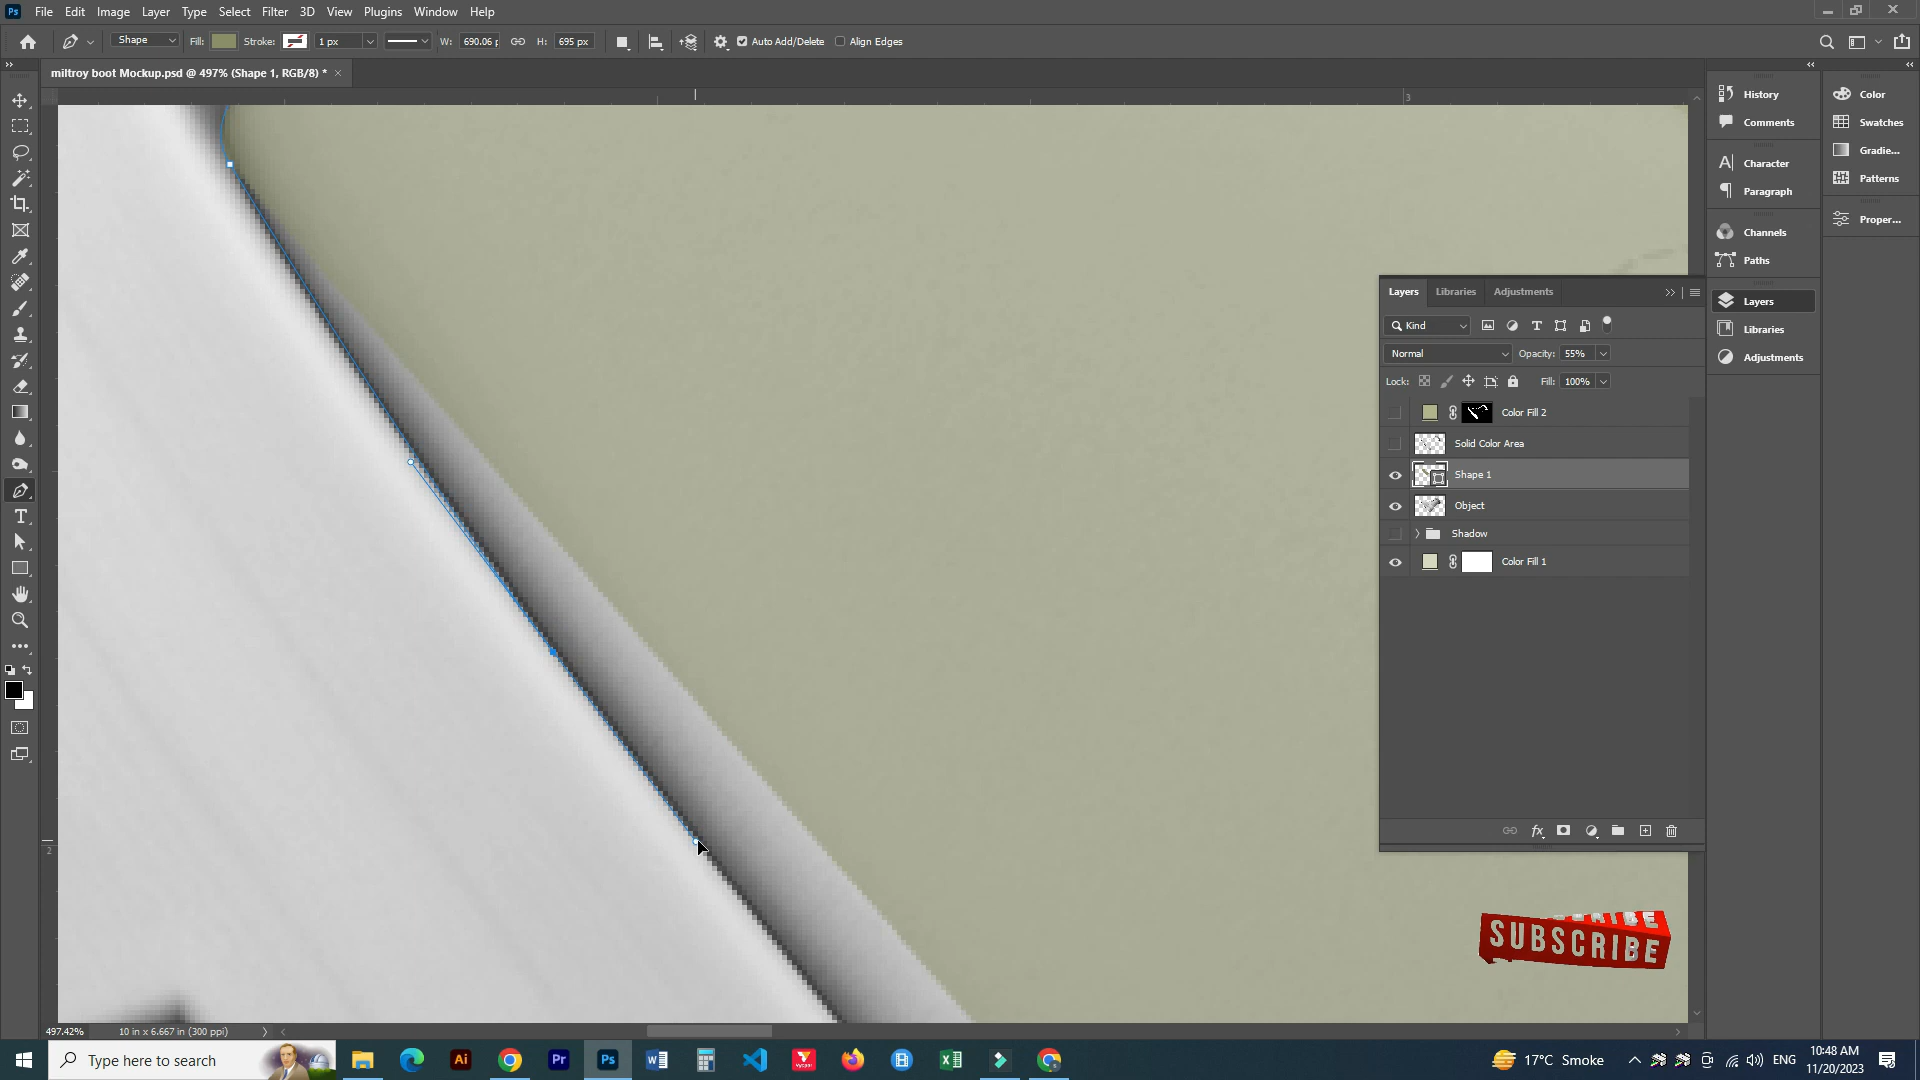 Ps File Edit Image Layer Type Select Filter 3D View Plugins Window Help
Shape Fill: Stroke: 1 px W: 690.06 p H: 695 px Auto Add/Delete Align Edges
miltroy boot Mockup.psd @ 497% (Shape 1, RGB/8) * ×
3
2
History
Comments
Character
Paragraph
Channels
Paths
Layers
Libraries
Adjustments
Color
Swatches
Gradie...
Patterns
Proper...
Layers Libraries Adjustments
Kind
Normal Opacity: 55%
Lock: Fill: 100%
Color Fill 2
Solid Color Area
Shape 1
Object
Shadow
Color Fill 1
SUBSCRIBE
497.42% 10 in x 6.667 in (300 ppi)
Type here to search
17°C Smoke
ENG
10:48 AM
11/20/2023